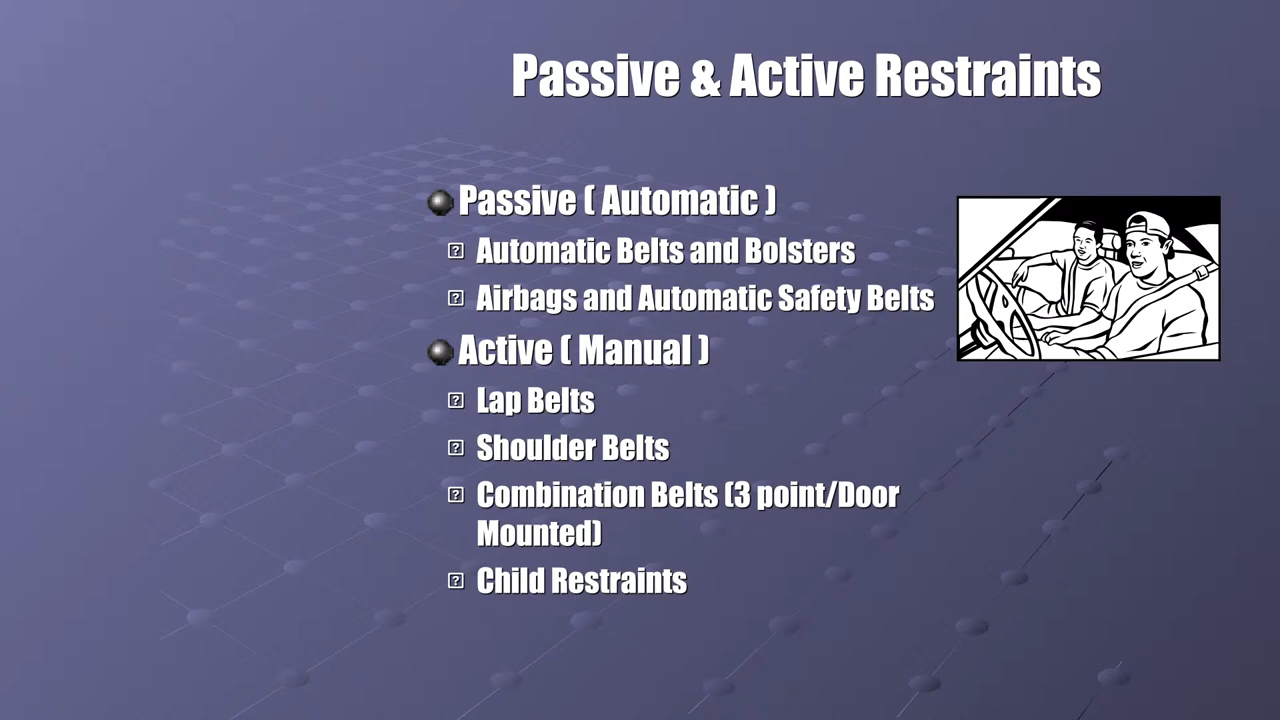 Passive & Active Restraints
Passive ( Automatic )
Automatic Belts and Bolsters
Airbags and Automatic Safety Belts
Active ( Manual )
Lap Belts
Shoulder Belts
Combination Belts (3 point/Door
Mounted)
Child Restraints